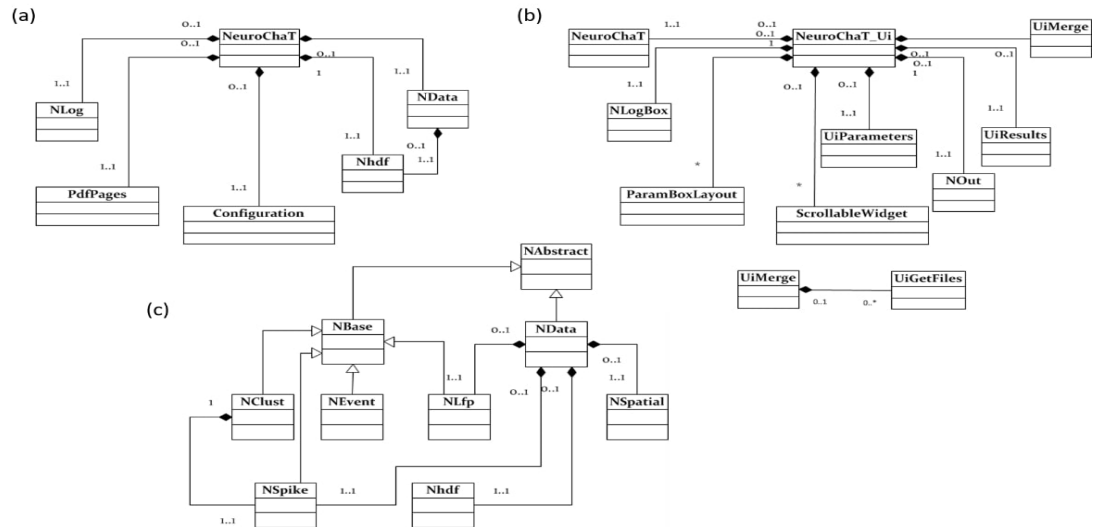 (a)
0..1
NeuroChaT
0..1
0..1
1
0..1
1..1
NLog
1..1
NData
0..1
1..1
Nhdf
1..1
1..1
PdfPages
1..1
Configuration
(b)
NeuroChaT
1..1
0..1
0..1
1
NeuroChaT_Ui
UiMerge
0..1
0..1
1
0..1
0..1
1..1
NLogBox
1..1
UiParameters
1..1
UiResults
*
ParamBoxLayout
*
ScrollableWidget
1..1
NOut
UiMerge
0..1
0..*
UiGetFiles
(c)
NAbstract
NBase
0..1
NData
0..1
1..1
1..1
0..1
0..1
1
NClust
NEvent
NLfp
NSpatial
NSpike
1..1
Nhdf
1..1
1..1